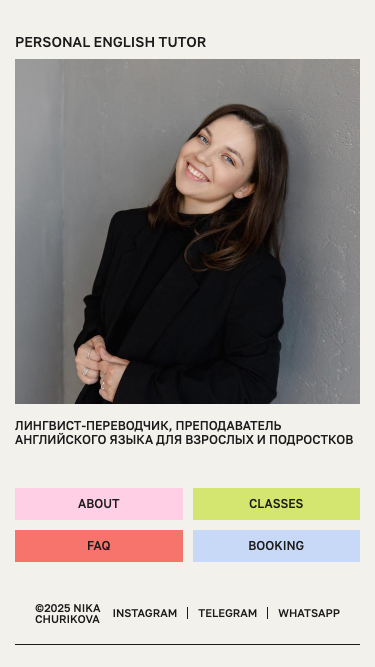 PERSONAL ENGLISH TUTOR
ЛИНГВИСТ-ПЕРЕВОДЧИК, ПРЕПОДАВАТЕЛЬ
АНГЛИЙСКОГО ЯЗЫКА ДЛЯ ВЗРОСЛЫХ И ПОДРОСТКОВ
ABOUT
CLASSES
FAQ
BOOKING
©2025 NIKA
CHURIKOVA
INSTAGRAM | TELEGRAM | WHATSAPP